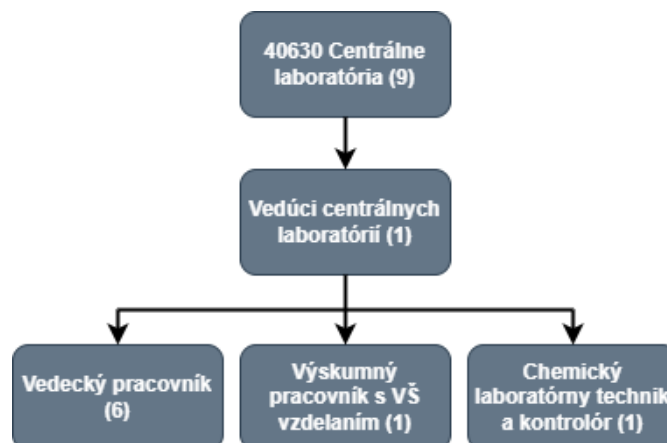 40630 Centrálne
laboratória (9)
Vedúci centrálnych
laboratórií (1)
Vedecký pracovník
(6)
Výskumný
pracovník s VŠ
vzdelaním (1)
Chemický
laboratórny technik
a kontrolór (1)